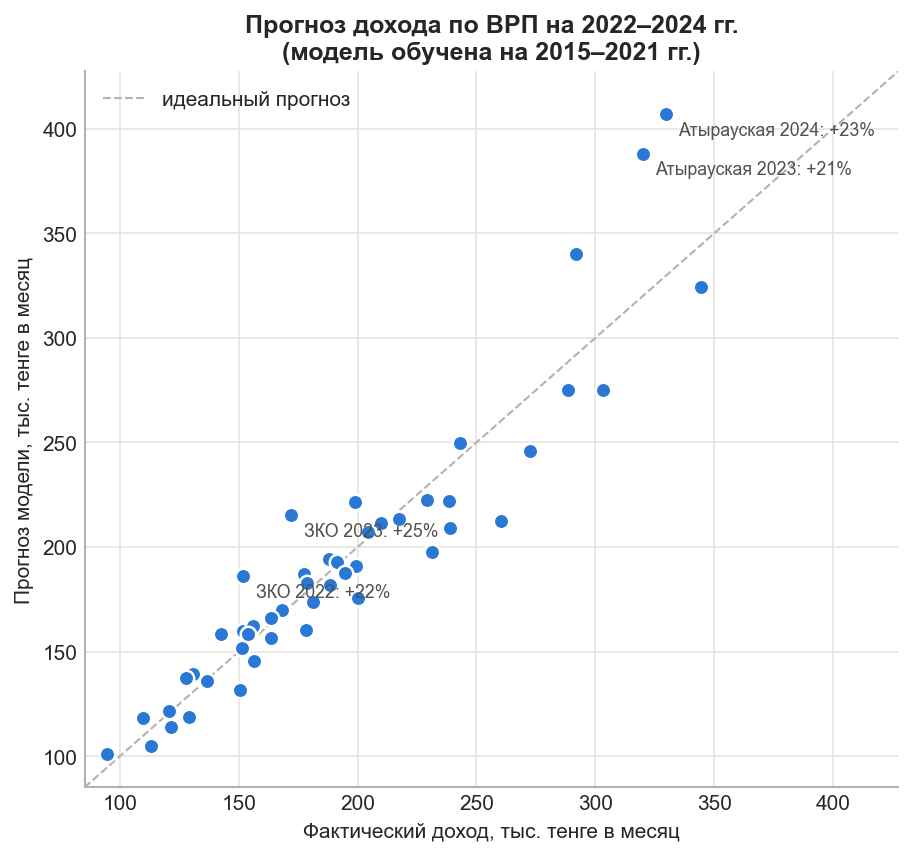 Прогноз дохода по ВРП на 2022–2024 гг.
(модель обучена на 2015–2021 гг.)
идеальный прогноз
Атырауская 2024: +23%
Атырауская 2023: +21%
ЗКО 2023: +25%
ЗКО 2022: +22%
Прогноз модели, тыс. тенге в месяц
400
350
300
250
200
150
100
100 150 200 250 300 350 400
Фактический доход, тыс. тенге в месяц